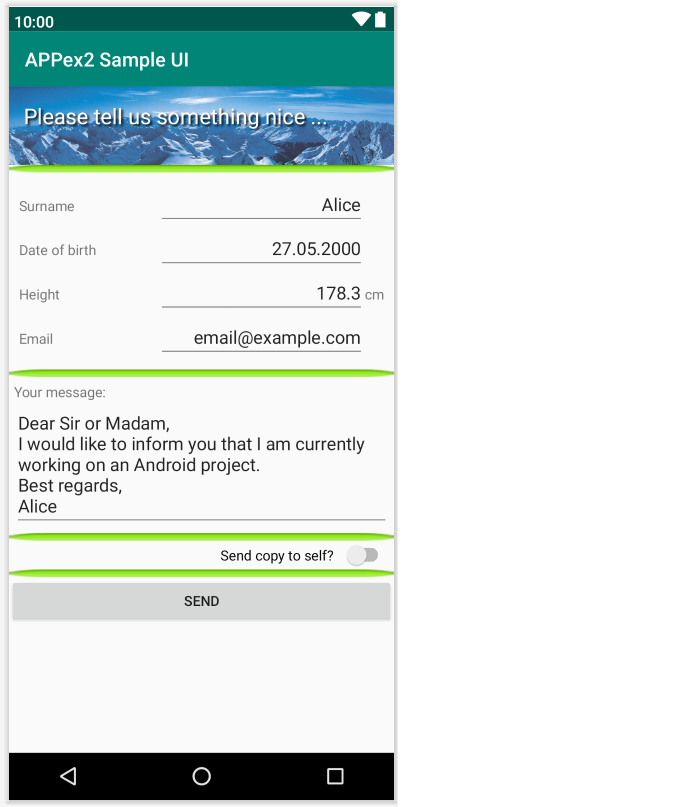 10:00
APPex2 Sample UI
Please tell us something nice ...
Surname Alice
Date of birth 27.05.2000
Height 178.3 cm
Email email@example.com
Your message:
Dear Sir or Madam,
I would like to inform you that I am currently
working on an Android project.
Best regards,
Alice
Send copy to self?
SEND